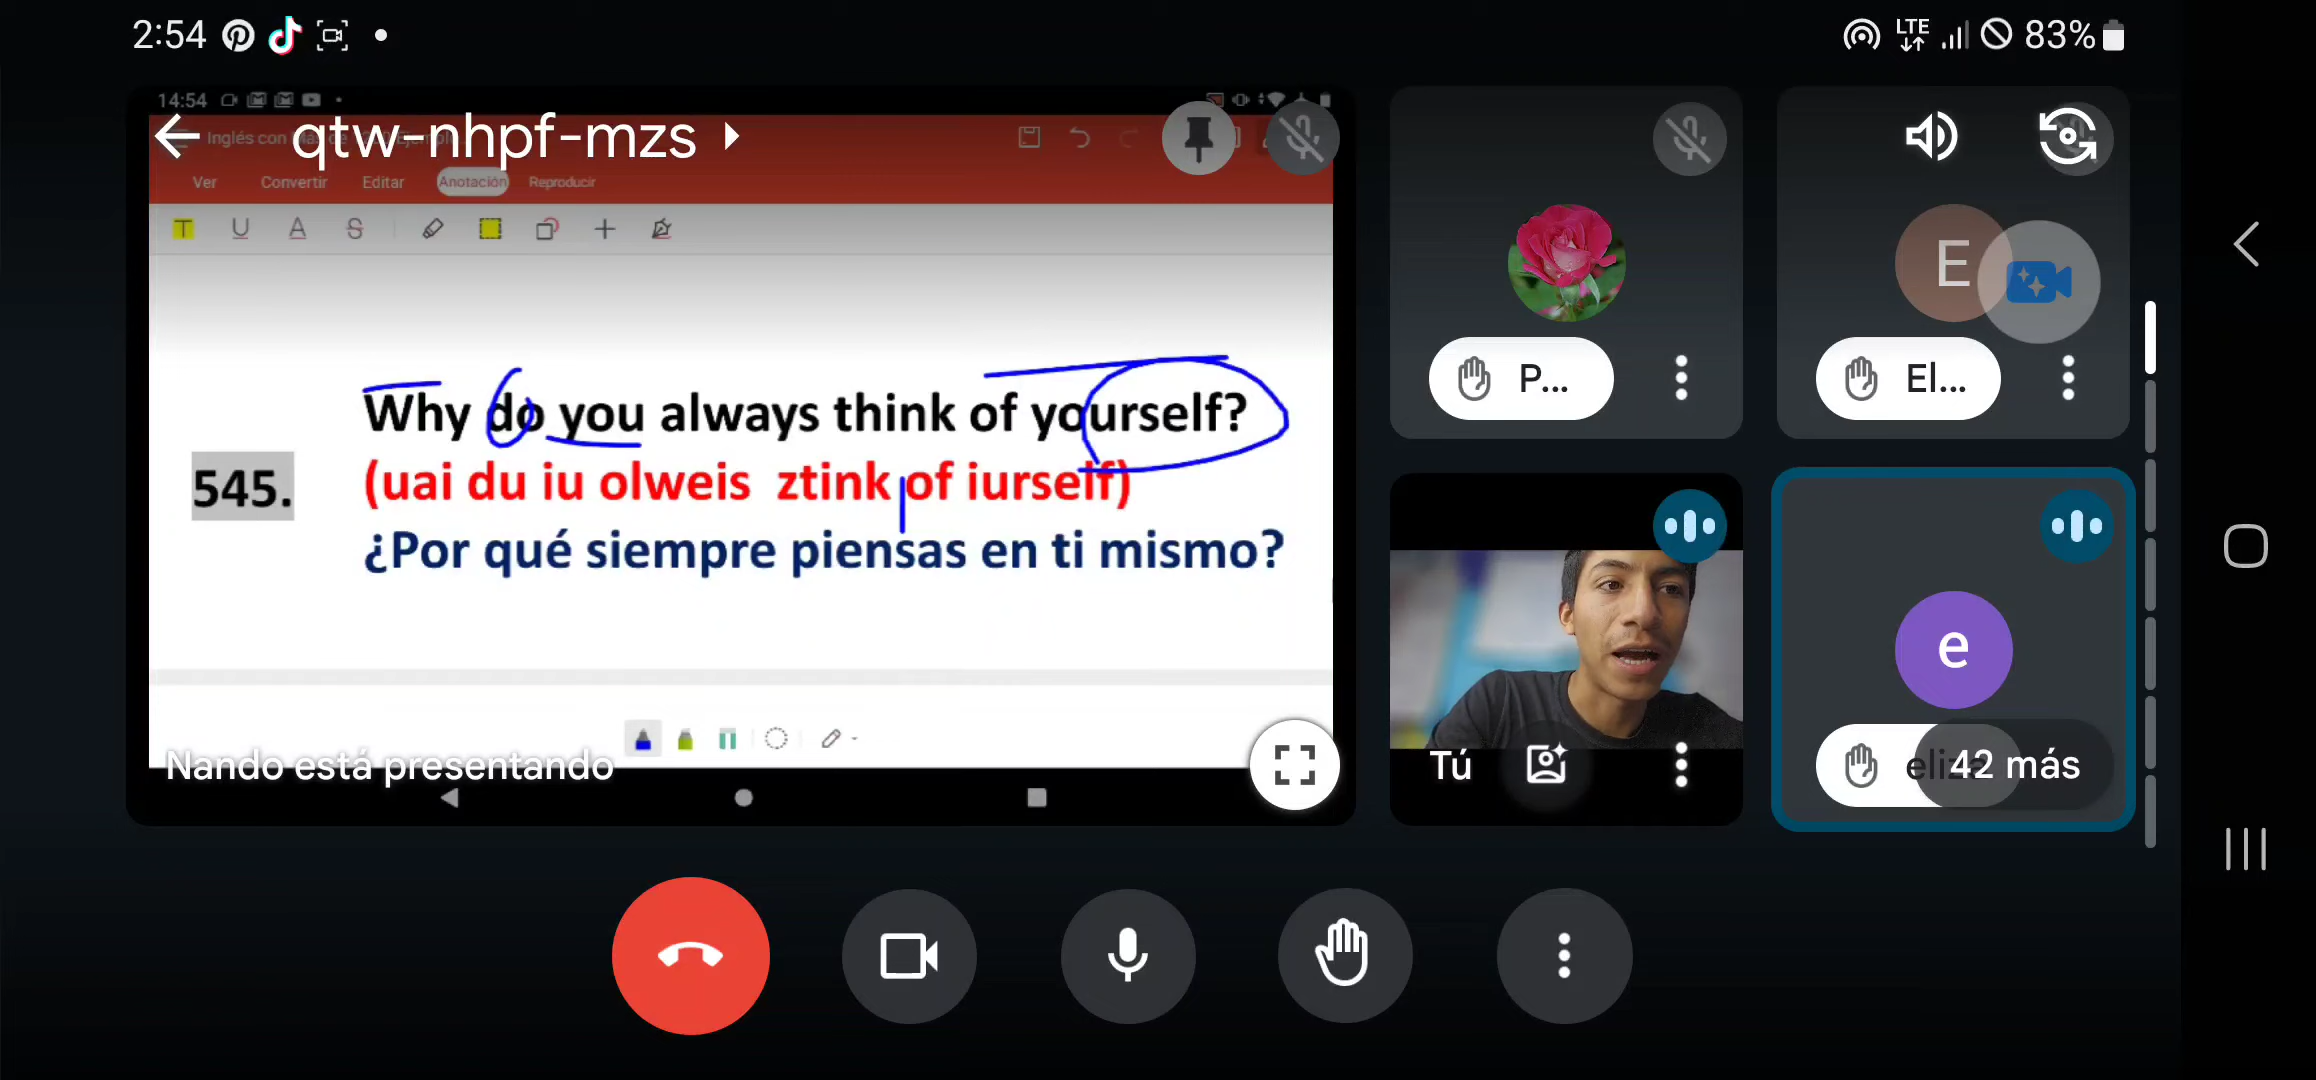 2:54
LTE 83%
14:54
Inglés con
qtw-nhpf-mzs
Ver Convertir Editar Anotación Reproducir
T U A S
Why do you always think of yourself?
545.
(uai du iu olweis ztink of iurself)
¿Por qué siempre piensas en ti mismo?
Nando está presentando
P...
E
El...
Tú
e
42 más